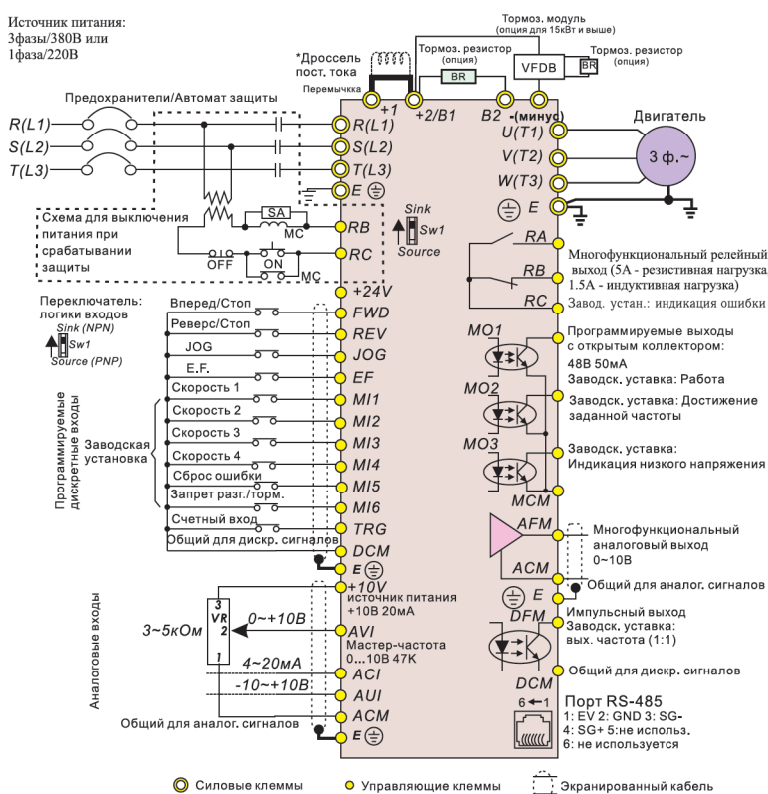 Источник питания:
3фазы/380В или
1фаза/220В
Тормоз. модуль
(опция для 15кВт и выше)
*Дроссель
пост. тока
Перемычка
Тормоз. резистор
(опция)
BR
VFDB
BR
Тормоз. резистор
(опция)
Предохранители/Автомат защиты
+1
+2/B1
B2
-(минус)
R(L1)
S(L2)
T(L3)
R(L1)
S(L2)
T(L3)
E
U(T1)
V(T2)
W(T3)
E
Двигатель
3 ф.~
Схема для выключения
питания при
срабатывании
защиты
SA
MC
OFF
ON
MC
RB
RC
Sink
Sw1
Source
RA
RB
RC
Многофункциональный релейный
выход (5А - резистивная нагрузка,
1.5А - индуктивная нагрузка)
Завод. устан.: индикация ошибки
Переключатель:
логики входов
Sink (NPN)
Sw1
Source (PNP)
+24V
Вперед/Стоп
FWD
Реверс/Стоп
REV
JOG
JOG
E.F.
EF
Скорость 1
MI1
Скорость 2
MI2
Скорость 3
MI3
Скорость 4
MI4
Сброс ошибки
MI5
Запрет разг./торм.
MI6
Счетный вход
TRG
Общий для дискр. сигналов
DCM
E
Программируемые
дискретные входы
Заводская
установка
MO1
Программируемые выходы
с открытым коллектором:
48В 50мА
Заводск. уставка: Работа
MO2
Заводск. уставка: Достижение
заданной частоты
MO3
Заводск. уставка:
Индикация низкого напряжения
MCM
AFM
Многофункциональный
аналоговый выход
0~10В
ACM
Общий для аналог. сигналов
E
DFM
Импульсный выход
Заводск. уставка:
вых. частота (1:1)
DCM
Общий для дискр. сигналов
Аналоговые входы
3~5кОм
3
VR
2
1
+10V
источник питания
+10В 20мА
0~+10В
AVI
Мастер-частота
0...10В 47K
4~20мА
ACI
-10~+10В
AUI
Общий для аналог. сигналов
ACM
E
6←1
Порт RS-485
1: EV 2: GND 3: SG-
4: SG+ 5:не использ.
6: не используется
Силовые клеммы
Управляющие клеммы
Экранированный кабель